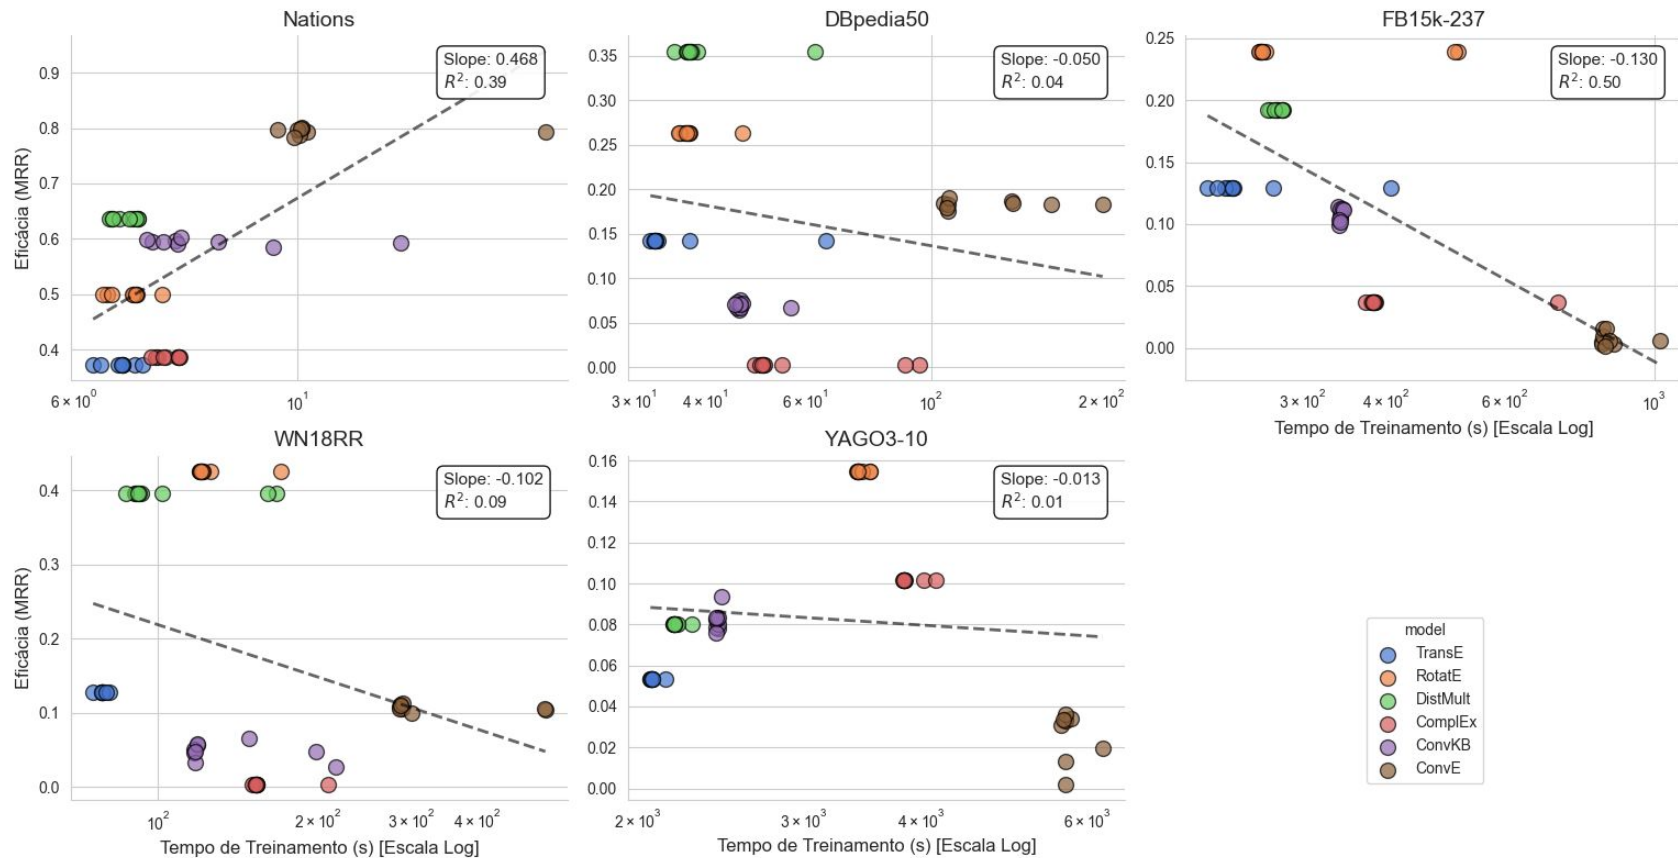 Nations
Eficácia (MRR)
0.9
0.8
0.7
0.6
0.5
0.4
Slope: 0.468
R²: 0.39
6 × 10⁰
10¹
DBpedia50
0.35
0.30
0.25
0.20
0.15
0.10
0.05
0.00
Slope: -0.050
R²: 0.04
3 × 10¹
4 × 10¹
6 × 10¹
10²
2 × 10²
FB15k-237
0.25
0.20
0.15
0.10
0.05
0.00
Slope: -0.130
R²: 0.50
3 × 10²
4 × 10²
6 × 10²
10³
Tempo de Treinamento (s) [Escala Log]
WN18RR
Eficácia (MRR)
0.4
0.3
0.2
0.1
0.0
Slope: -0.102
R²: 0.09
10²
2 × 10²
3 × 10²
4 × 10²
Tempo de Treinamento (s) [Escala Log]
YAGO3-10
0.16
0.14
0.12
0.10
0.08
0.06
0.04
0.02
0.00
Slope: -0.013
R²: 0.01
2 × 10³
3 × 10³
4 × 10³
6 × 10³
Tempo de Treinamento (s) [Escala Log]
model
TransE
RotatE
DistMult
ComplEx
ConvKB
ConvE